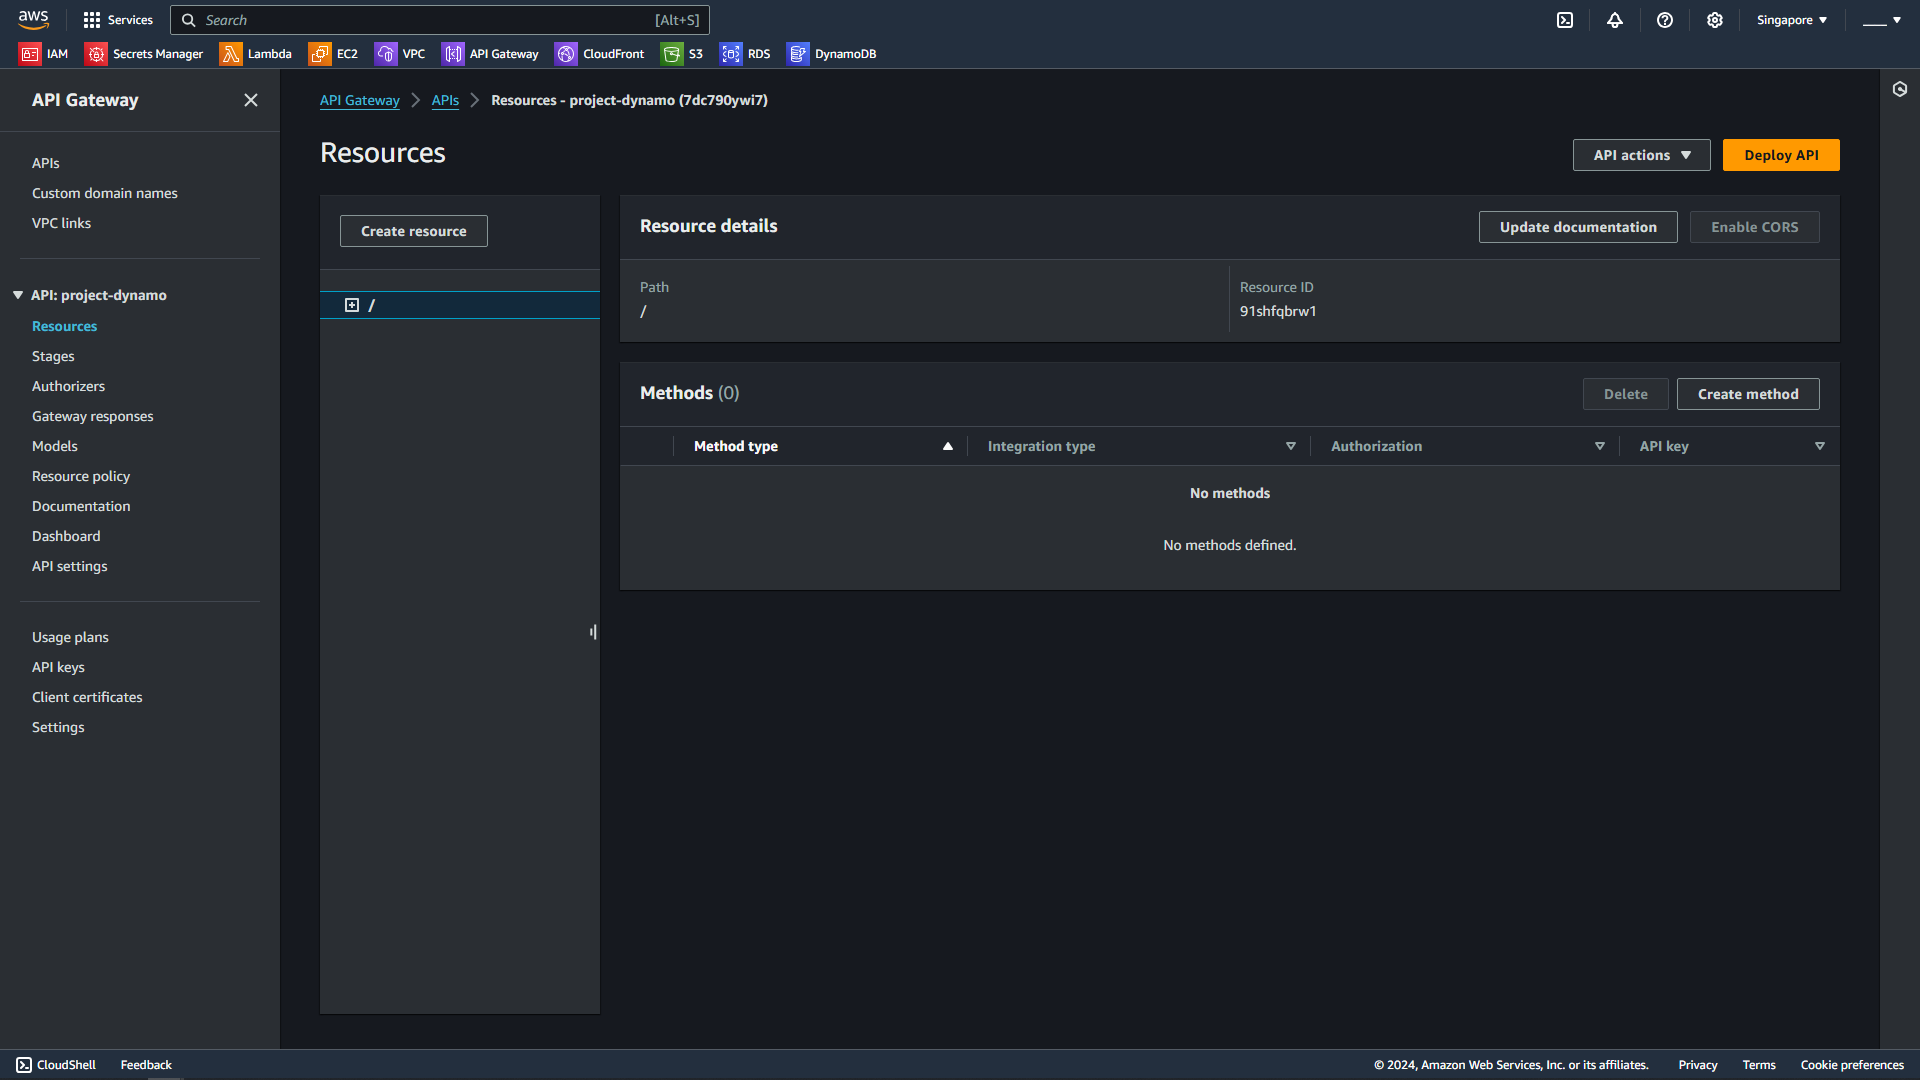 aws
Services
Search
[Alt+S]
Singapore
IAM
Secrets Manager
Lambda
EC2
VPC
API Gateway
CloudFront
S3
RDS
DynamoDB
API Gateway
APIs
Custom domain names
VPC links
API: project-dynamo
Resources
Stages
Authorizers
Gateway responses
Models
Resource policy
Documentation
Dashboard
API settings
Usage plans
API keys
Client certificates
Settings
API Gateway
APIs
Resources - project-dynamo (7dc790ywi7)
Resources
API actions
Deploy API
Create resource
/
Resource details
Update documentation
Enable CORS
Path
/
Resource ID
91shfqbrw1
Methods (0)
Delete
Create method
Method type
Integration type
Authorization
API key
No methods
No methods defined.
CloudShell
Feedback
© 2024, Amazon Web Services, Inc. or its affiliates.
Privacy
Terms
Cookie preferences